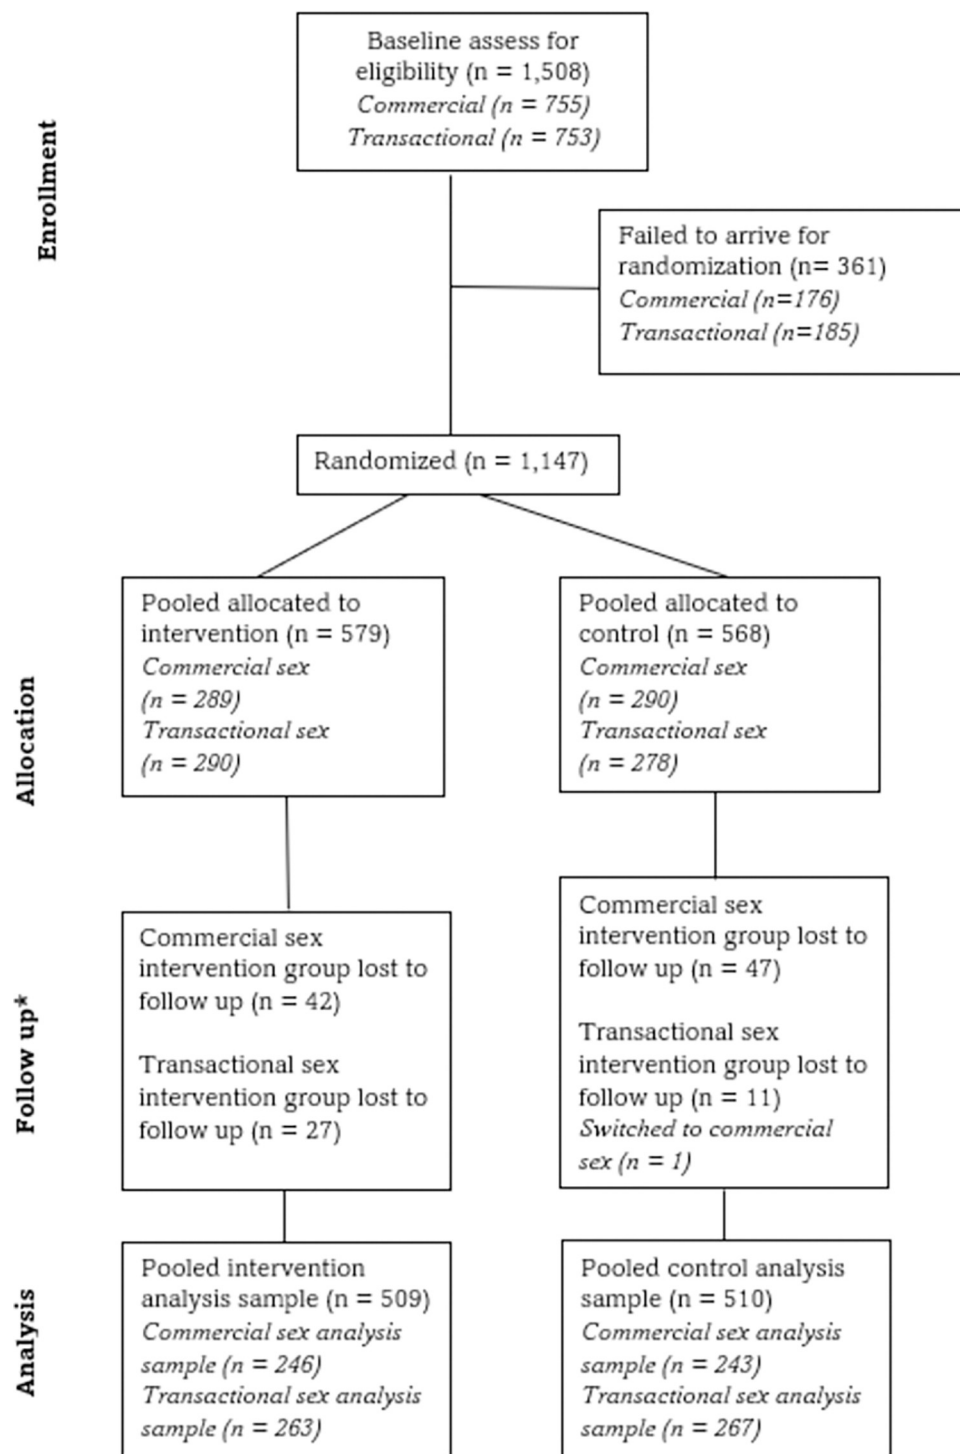 Enrollment
Baseline assess for
eligibility (n = 1,508)
Commercial (n = 755)
Transactional (n = 753)
Failed to arrive for
randomization (n= 361)
Commercial (n=176)
Transactional (n=185)
Randomized (n = 1,147)
Allocation
Pooled allocated to
intervention (n = 579)
Commercial sex
(n = 289)
Transactional sex
(n = 290)
Pooled allocated to
control (n = 568)
Commercial sex
(n = 290)
Transactional sex
(n = 278)
Follow up*
Commercial sex
intervention group lost to
follow up (n = 42)
Transactional sex
intervention group lost to
follow up (n = 27)
Commercial sex
intervention group lost to
follow up (n = 47)
Transactional sex
intervention group lost to
follow up (n = 11)
Switched to commercial
sex (n = 1)
Analysis
Pooled intervention
analysis sample (n = 509)
Commercial sex analysis
sample (n = 246)
Transactional sex analysis
sample (n = 263)
Pooled control analysis
sample (n = 510)
Commercial sex analysis
sample (n = 243)
Transactional sex analysis
sample (n = 267)